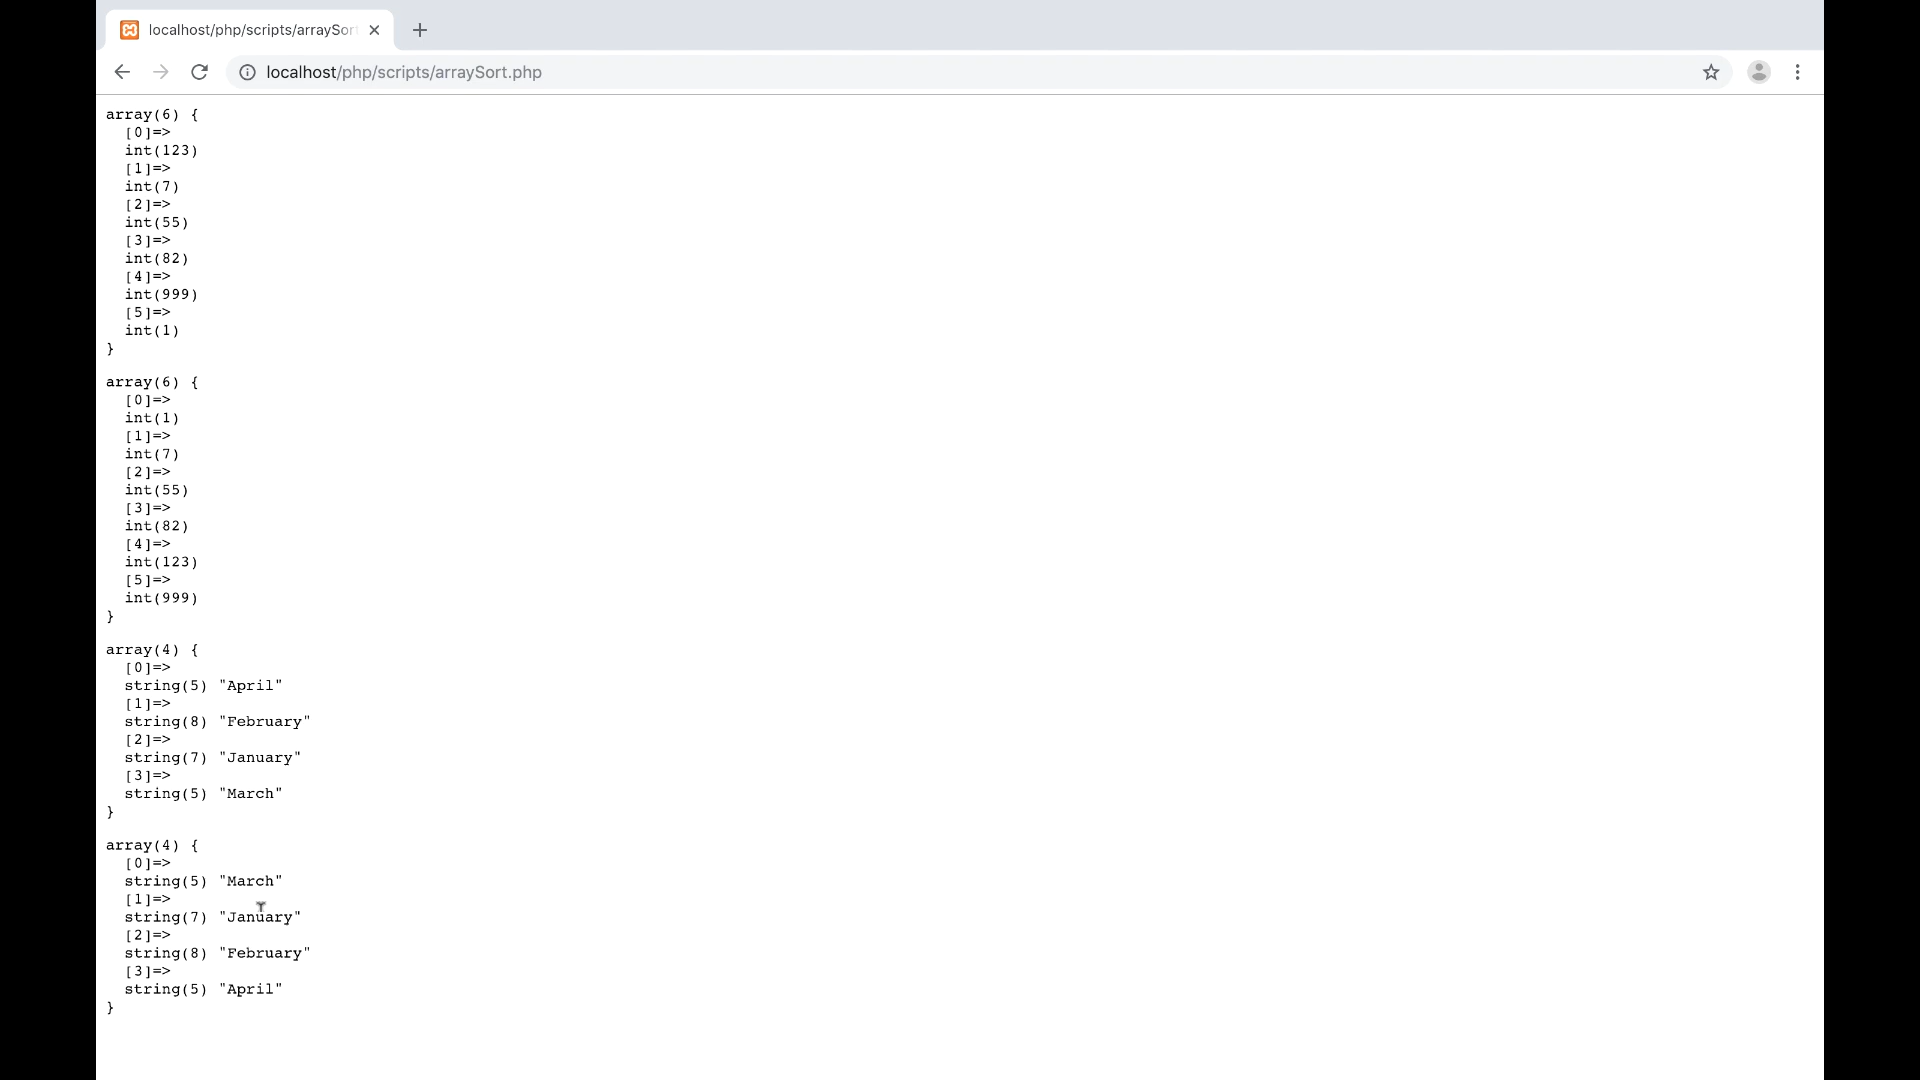 localhost/php/scripts/arraySor
localhost/php/scripts/arraySort.php
array(6) {
  [0]=>
  int(123)
  [1]=>
  int(7)
  [2]=>
  int(55)
  [3]=>
  int(82)
  [4]=>
  int(999)
  [5]=>
  int(1)
}
array(6) {
  [0]=>
  int(1)
  [1]=>
  int(7)
  [2]=>
  int(55)
  [3]=>
  int(82)
  [4]=>
  int(123)
  [5]=>
  int(999)
}
array(4) {
  [0]=>
  string(5) "April"
  [1]=>
  string(8) "February"
  [2]=>
  string(7) "January"
  [3]=>
  string(5) "March"
}
array(4) {
  [0]=>
  string(5) "March"
  [1]=>
  string(7) "January"
  [2]=>
  string(8) "February"
  [3]=>
  string(5) "April"
}